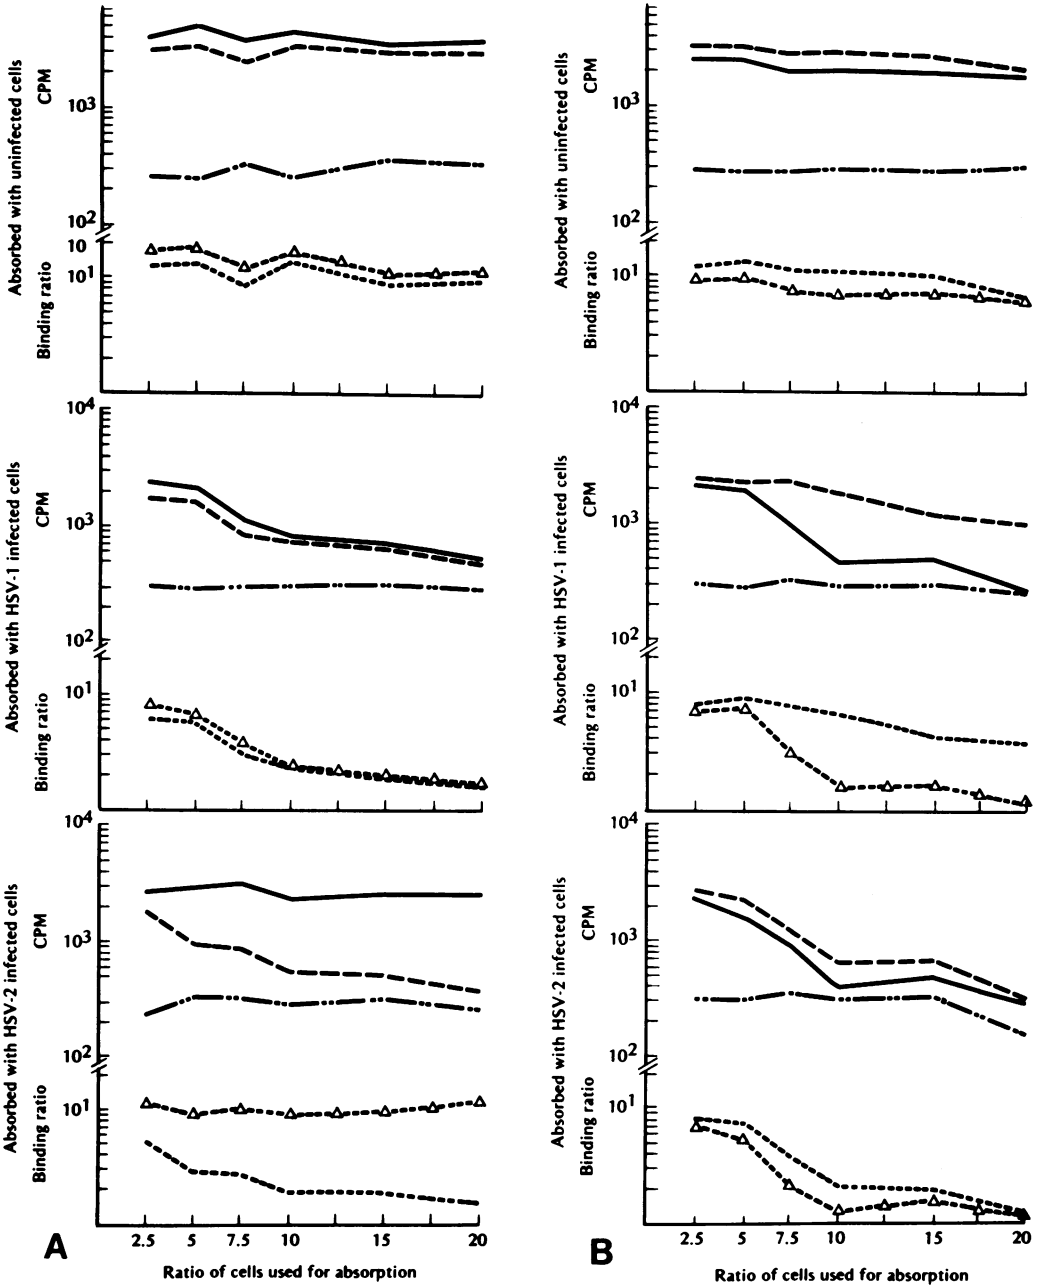 Absorbed with uninfected cells
CPM
Binding ratio
10³
10²
10
10¹
Absorbed with uninfected cells
CPM
Binding ratio
10³
10²
10¹
Absorbed with HSV-1 infected cells
CPM
Binding ratio
10⁴
10³
10²
10¹
Absorbed with HSV-1 infected cells
CPM
Binding ratio
10⁴
10³
10²
10¹
Absorbed with HSV-2 infected cells
CPM
Binding ratio
10⁴
10³
10²
10¹
2.5 5 7.5 10 15 20
A
Ratio of cells used for absorption
Absorbed with HSV-2 infected cells
CPM
Binding ratio
10⁴
10³
10²
10¹
2.5 5 7.5 10 15 20
B
Ratio of cells used for absorption